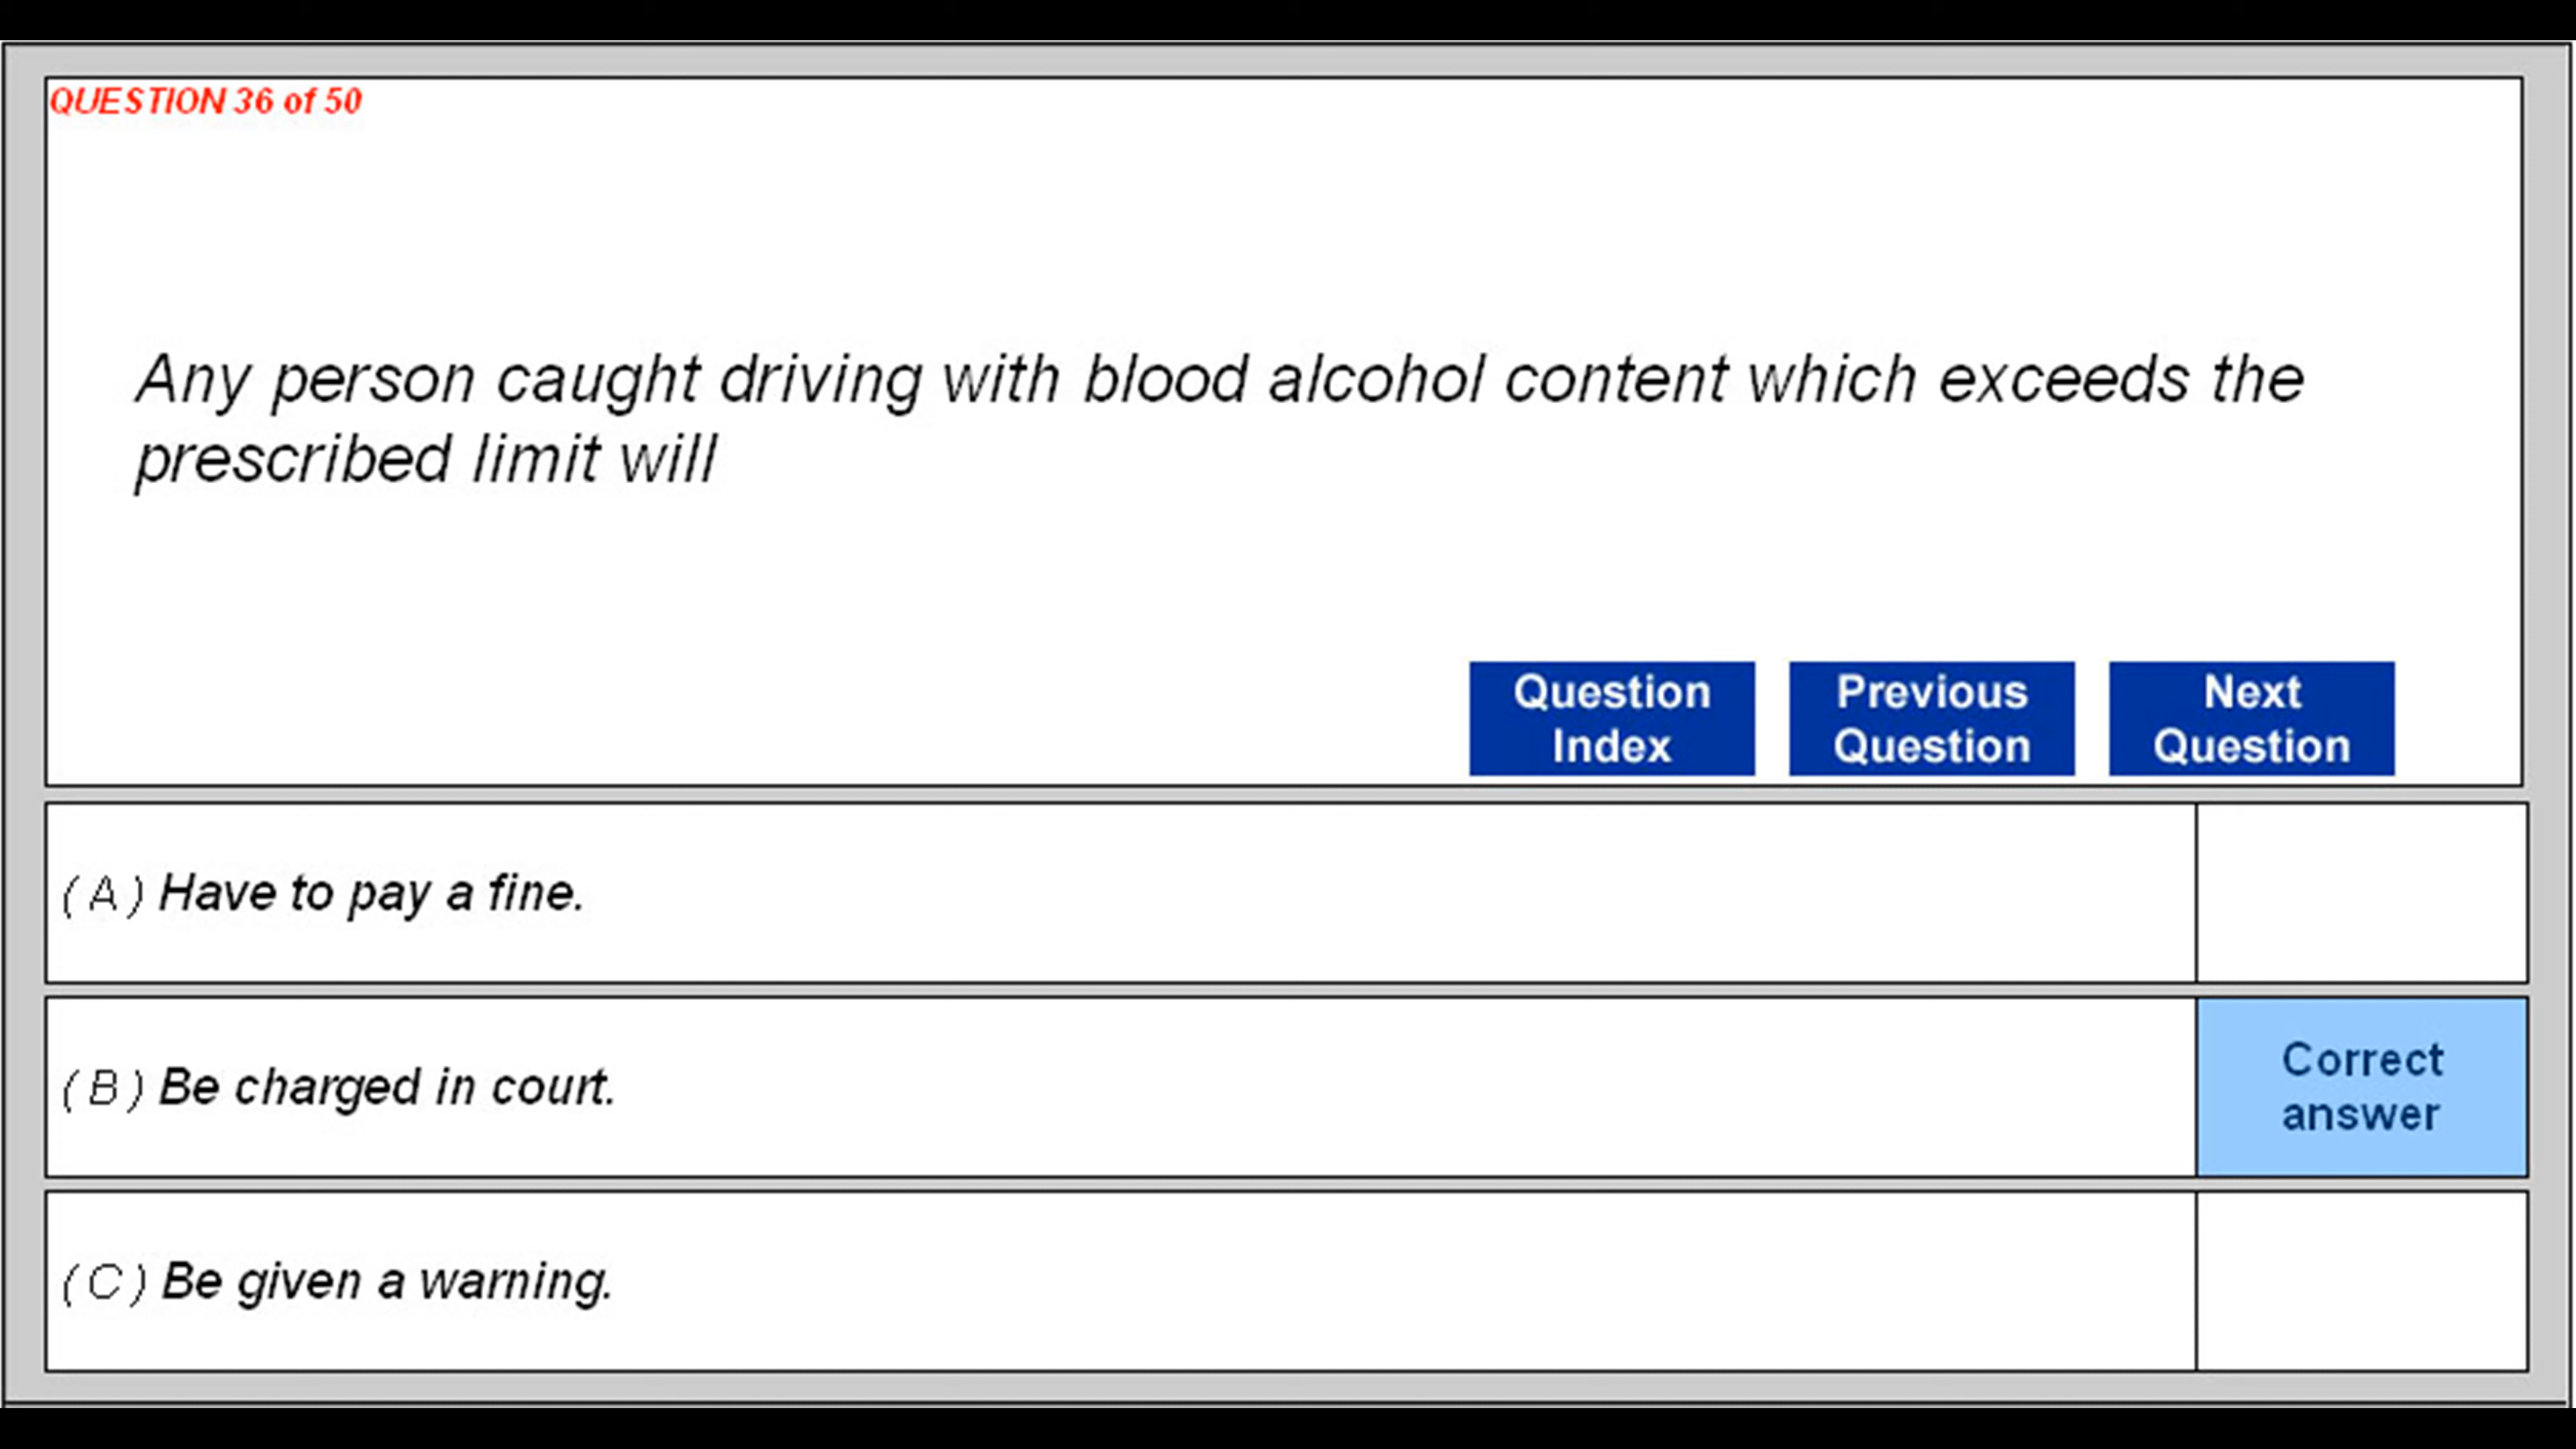 QUESTION 36 of 50
Any person caught driving with blood alcohol content which exceeds the
prescribed limit will
Question
Index
Previous
Question
Next
Question
(A) Have to pay a fine.
(B) Be charged in court.
Correct
answer
(C) Be given a warning.